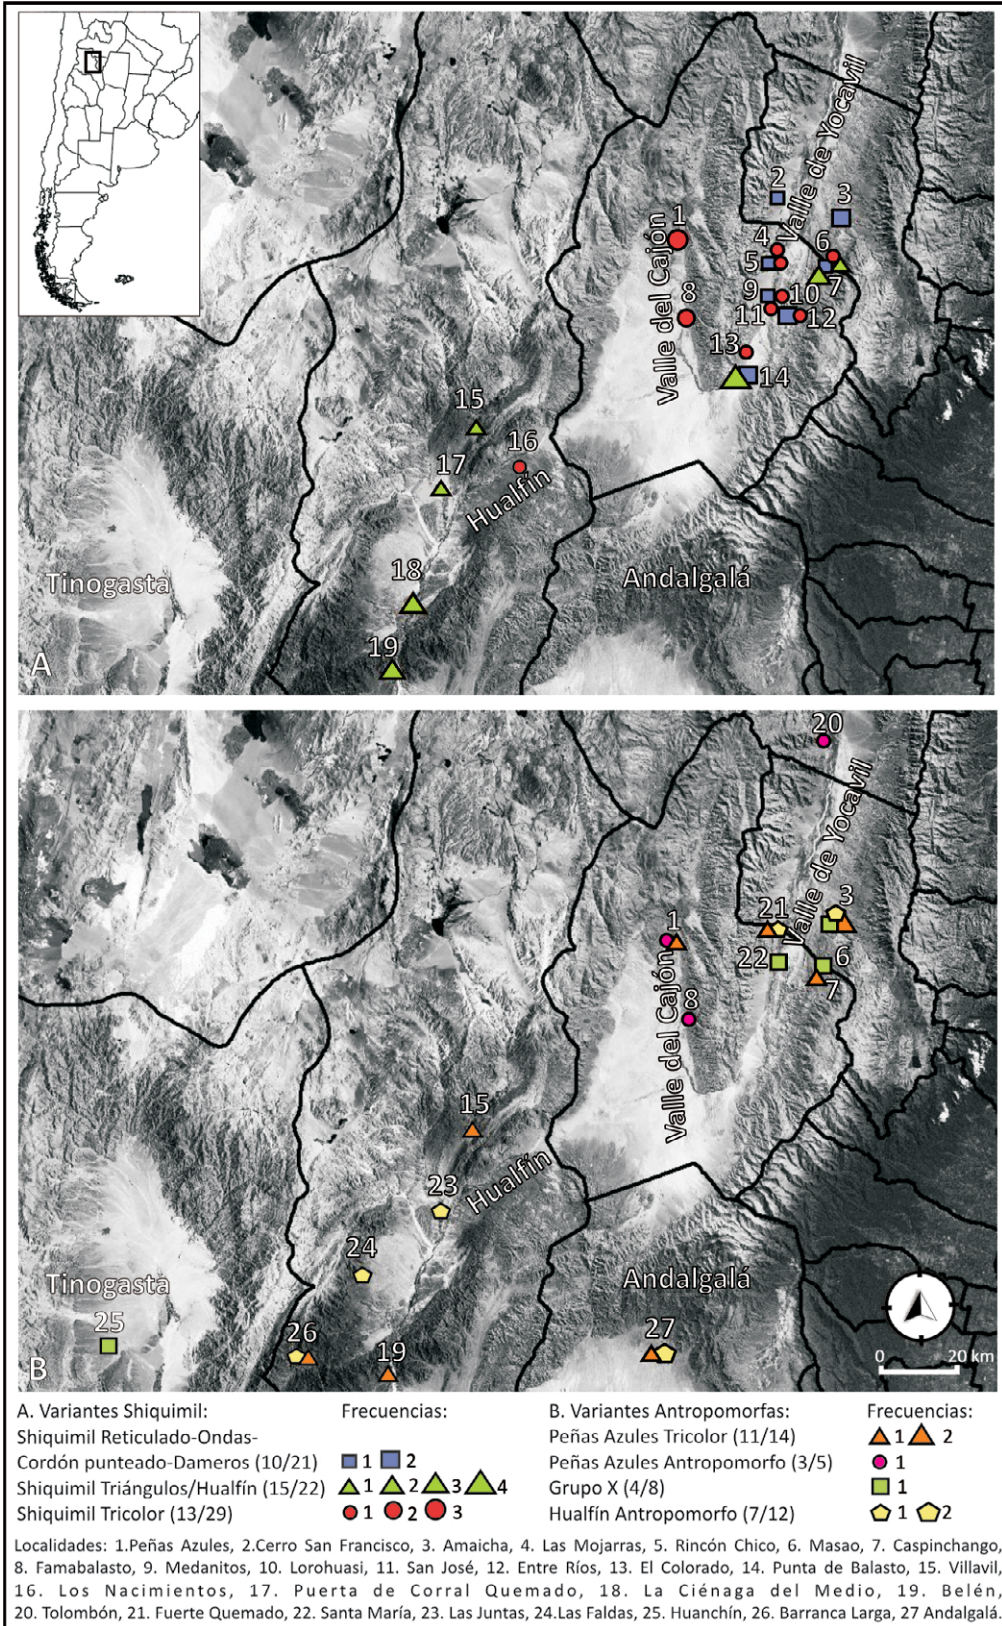 2
3
Valle de Yocavil
1
Valle del Cajón
4
5
6
7
8
9
10
11
12
13
14
15
16
17
Hualfín
18
19
Tinogasta
Andalgalá
A
20
Valle de Yocavil
1
21
3
22
6
7
8
Valle del Cajón
15
Hualfín
23
24
Tinogasta
25
26
19
Andalgalá
27
0 20 km
B
A. Variantes Shiquimil: Frecuencias:
Shiquimil Reticulado-Ondas-
Cordón punteado-Dameros (10/21) 1 2
Shiquimil Triángulos/Hualfín (15/22) 1 2 3 4
Shiquimil Tricolor (13/29) 1 2 3
B. Variantes Antropomorfas: Frecuencias:
Peñas Azules Tricolor (11/14) 1 2
Peñas Azules Antropomorfo (3/5) 1
Grupo X (4/8) 1
Hualfín Antropomorfo (7/12) 1 2
Localidades: 1.Peñas Azules, 2.Cerro San Francisco, 3. Amaicha, 4. Las Mojarras, 5. Rincón Chico, 6. Masao, 7. Caspinchango,
8. Famabalasto, 9. Medanitos, 10. Lorohuasi, 11. San José, 12. Entre Ríos, 13. El Colorado, 14. Punta de Balasto, 15. Villavil,
16. Los Nacimientos, 17. Puerta de Corral Quemado, 18. La Ciénaga del Medio, 19. Belén,
20. Tolombón, 21. Fuerte Quemado, 22. Santa María, 23. Las Juntas, 24.Las Faldas, 25. Huanchín, 26. Barranca Larga, 27 Andalgalá.